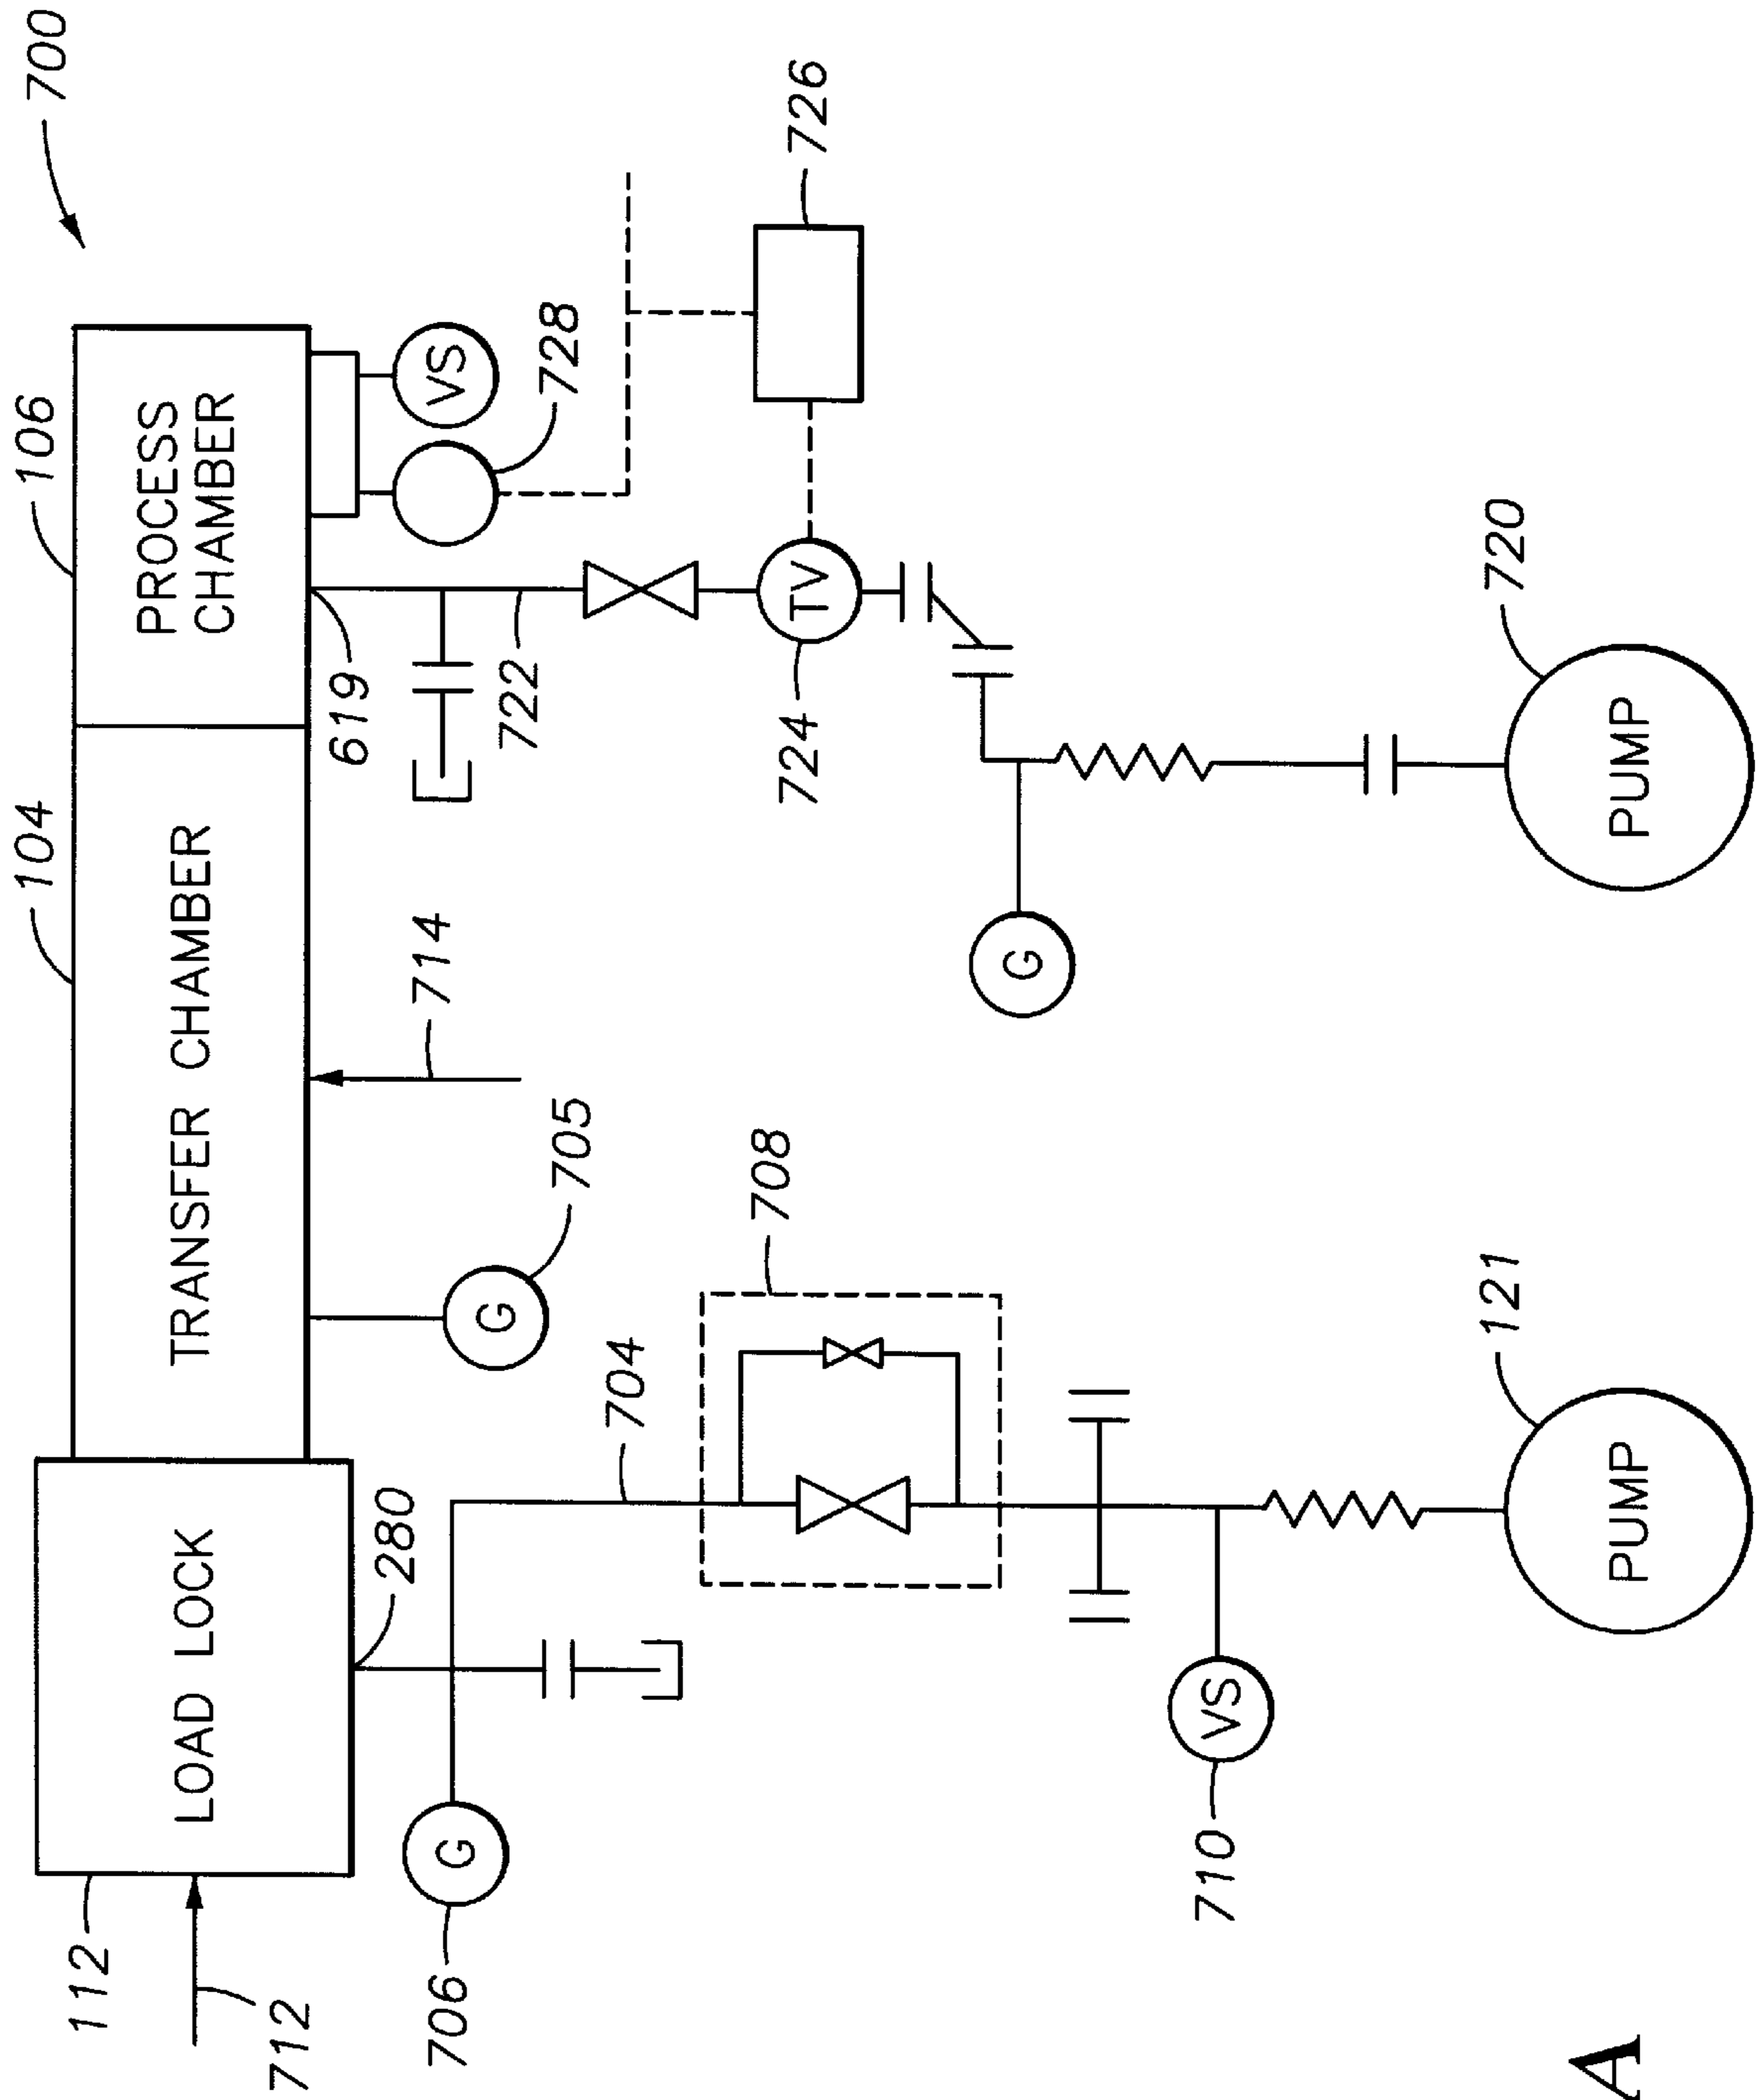 700
106
104
PROCESS
CHAMBER
TRANSFER CHAMBER
LOAD LOCK
112
712
280
706
G
704
705
G
708
714
619
722
728
VS
726
TV
724
G
VS
710
PUMP
121
PUMP
720
A